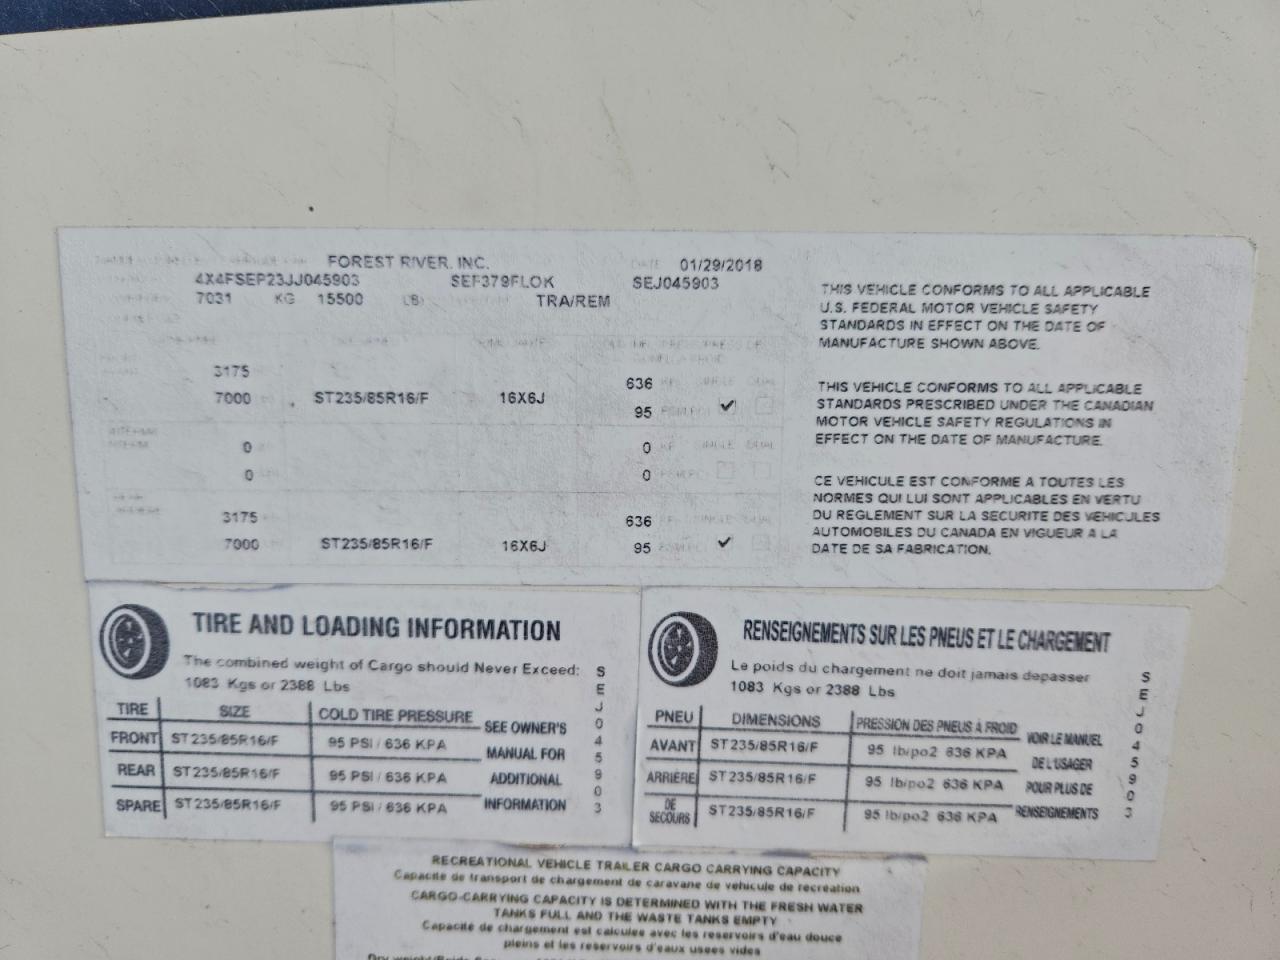 FOREST RIVER, INC. DATE 01/29/2018
4X4FSEP23JJ045903 SEF379FLOK SEJ045903
7031 KG 15500 LB) TRA/REM
3175
7000 ST235/85R16/F 16X6J 636 KPA SINGLE DUAL
95 PSI/LPC
0 0 SINGLE DUAL
0 0
3175
7000 ST235/85R16/F 16X6J 636 SINGLE DUAL
95
THIS VEHICLE CONFORMS TO ALL APPLICABLE
U.S. FEDERAL MOTOR VEHICLE SAFETY
STANDARDS IN EFFECT ON THE DATE OF
MANUFACTURE SHOWN ABOVE.
THIS VEHICLE CONFORMS TO ALL APPLICABLE
STANDARDS PRESCRIBED UNDER THE CANADIAN
MOTOR VEHICLE SAFETY REGULATIONS IN
EFFECT ON THE DATE OF MANUFACTURE.
CE VEHICULE EST CONFORME A TOUTES LES
NORMES QUI LUI SONT APPLICABLES EN VERTU
DU REGLEMENT SUR LA SECURITE DES VEHICULES
AUTOMOBILES DU CANADA EN VIGUEUR A LA
DATE DE SA FABRICATION.
TIRE AND LOADING INFORMATION
The combined weight of Cargo should Never Exceed:
1083 Kgs or 2388 Lbs
TIRE SIZE COLD TIRE PRESSURE
FRONT ST235/85R16/F 95 PSI / 636 KPA
REAR ST235/85R16/F 95 PSI / 636 KPA
SPARE ST235/85R16/F 95 PSI / 636 KPA
SEE OWNER'S
MANUAL FOR
ADDITIONAL
INFORMATION
SEJ045903
RENSEIGNEMENTS SUR LES PNEUS ET LE CHARGEMENT
Le poids du chargement ne doit jamais depasser
1083 Kgs or 2388 Lbs
PNEU DIMENSIONS PRESSION DES PNEUS À FROID
AVANT ST235/85R16/F 95 lb/po2 636 KPA
ARRIÈRE ST235/85R16/F 95 lb/po2 636 KPA
DE SECOURS ST235/85R16/F 95 lb/po2 636 KPA
VOIR LE MANUEL
DE L'USAGER
POUR PLUS DE
RENSEIGNEMENTS
SEJ045903
RECREATIONAL VEHICLE TRAILER CARGO CARRYING CAPACITY
Capacite de transport de chargement de caravane de vehicule de recreation
CARGO-CARRYING CAPACITY IS DETERMINED WITH THE FRESH WATER
TANKS FULL AND THE WASTE TANKS EMPTY
Capacite de chargement est calculee avec les reservoirs d'eau douce
pleins et les reservoirs d'eaux usees vides